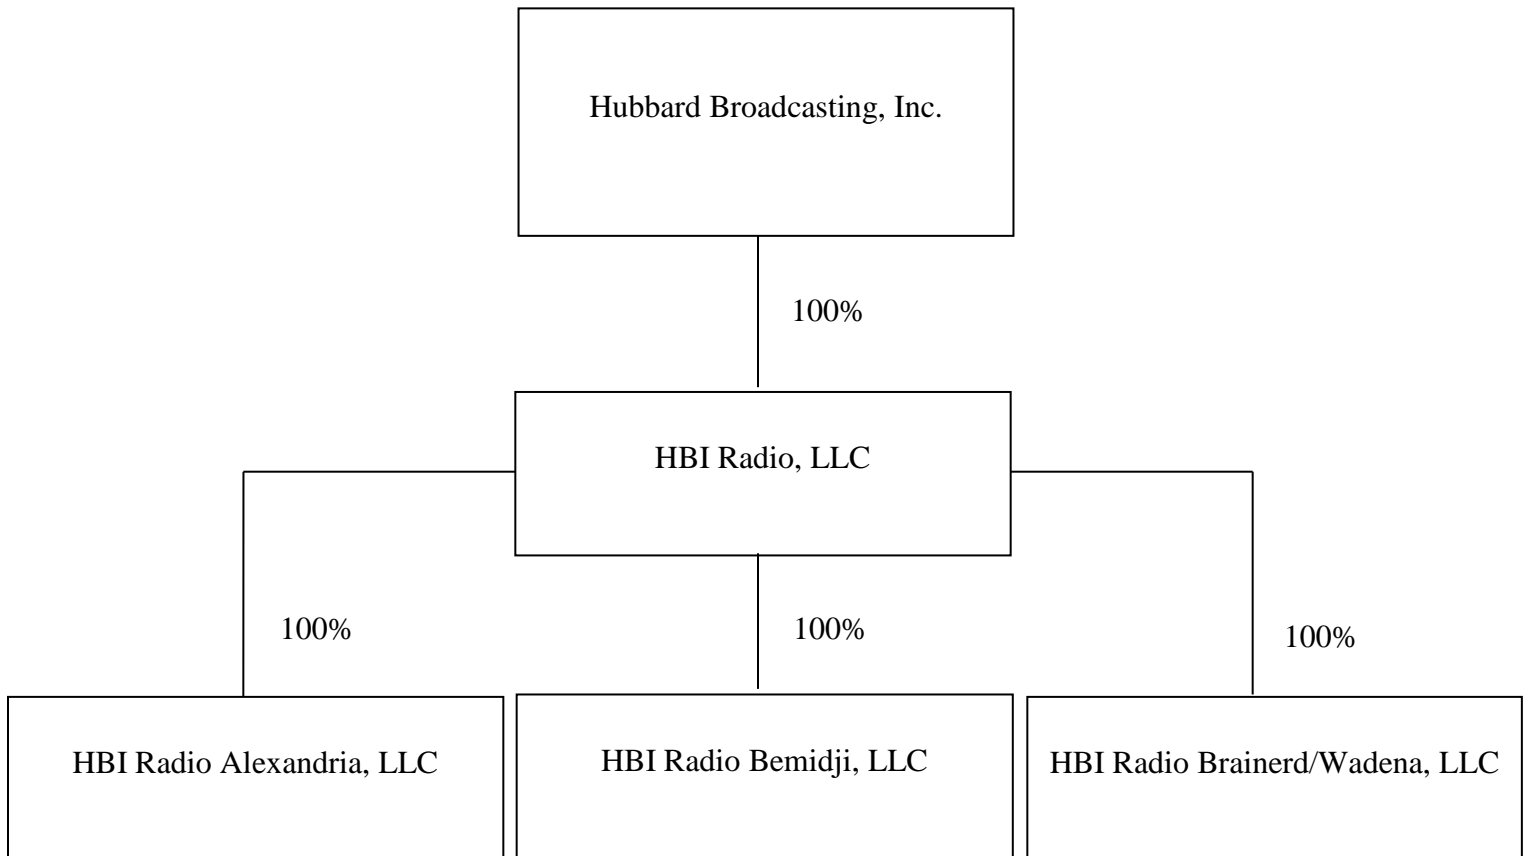 Hubbard Broadcasting, Inc.
100%
HBI Radio, LLC
100%
100%
100%
HBI Radio Alexandria, LLC
HBI Radio Bemidji, LLC
HBI Radio Brainerd/Wadena, LLC